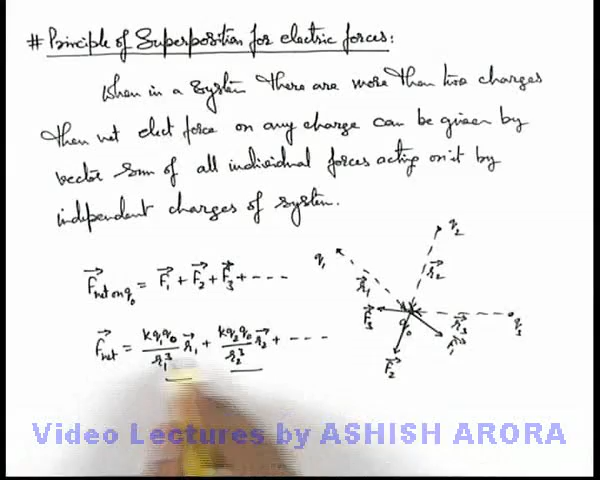 # Principle of Superposition for electric forces:
When in a system there are more than two charges
then net elect force on any charge can be given by
vector sum of all individual forces acting on it by
independent charges of system.
q₂
q₁
r⃗₂
r⃗₁
F⃗net on q₀ = F⃗₁ + F⃗₂ + F⃗₃ + - - - -
F⃗₃ q₀ r⃗₃ q₃
F⃗₁
F⃗net = kq₁q₀/r₁³ r⃗₁ + kq₂q₀/r₂³ r⃗₂ + - - - -
F⃗₂
Video Lectures by ASHISH ARORA